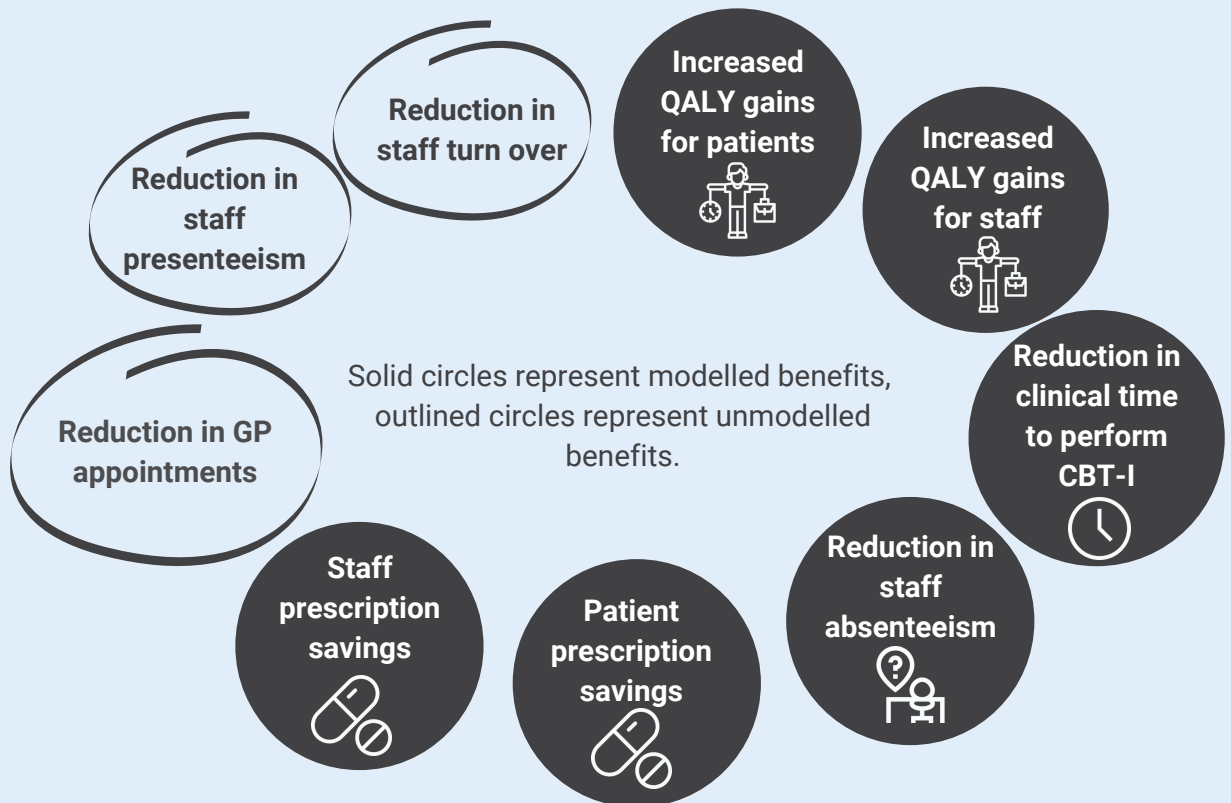 Increased
QALY gains
for patients
Increased
QALY gains
for staff
Reduction in
clinical time
to perform
CBT-I
Reduction in
staff
absenteeism
Patient
prescription
savings
Staff
prescription
savings
Reduction in GP
appointments
Reduction in
staff
presenteeism
Reduction in
staff turn over
Solid circles represent modelled benefits,
outlined circles represent unmodelled
benefits.
?